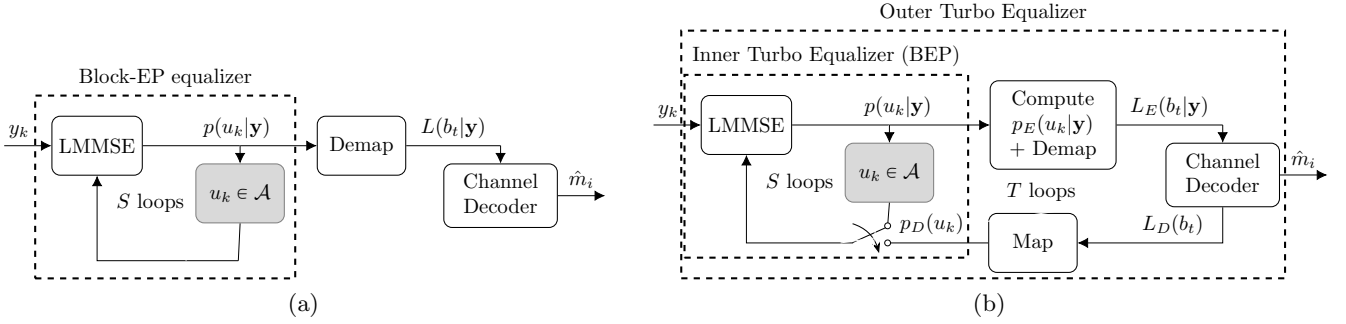 Block-EP equalizer
y_k
LMMSE
p(u_k|𝐲)
Demap
L(b_t|𝐲)
u_k ∈ 𝒜
S loops
Channel
Decoder
m̂_i
(a)
Outer Turbo Equalizer
Inner Turbo Equalizer (BEP)
y_k
LMMSE
p(u_k|𝐲)
Compute
p_E(u_k|𝐲)
+ Demap
L_E(b_t|𝐲)
u_k ∈ 𝒜
S loops
T loops
Channel
Decoder
m̂_i
p_D(u_k)
Map
L_D(b_t)
(b)